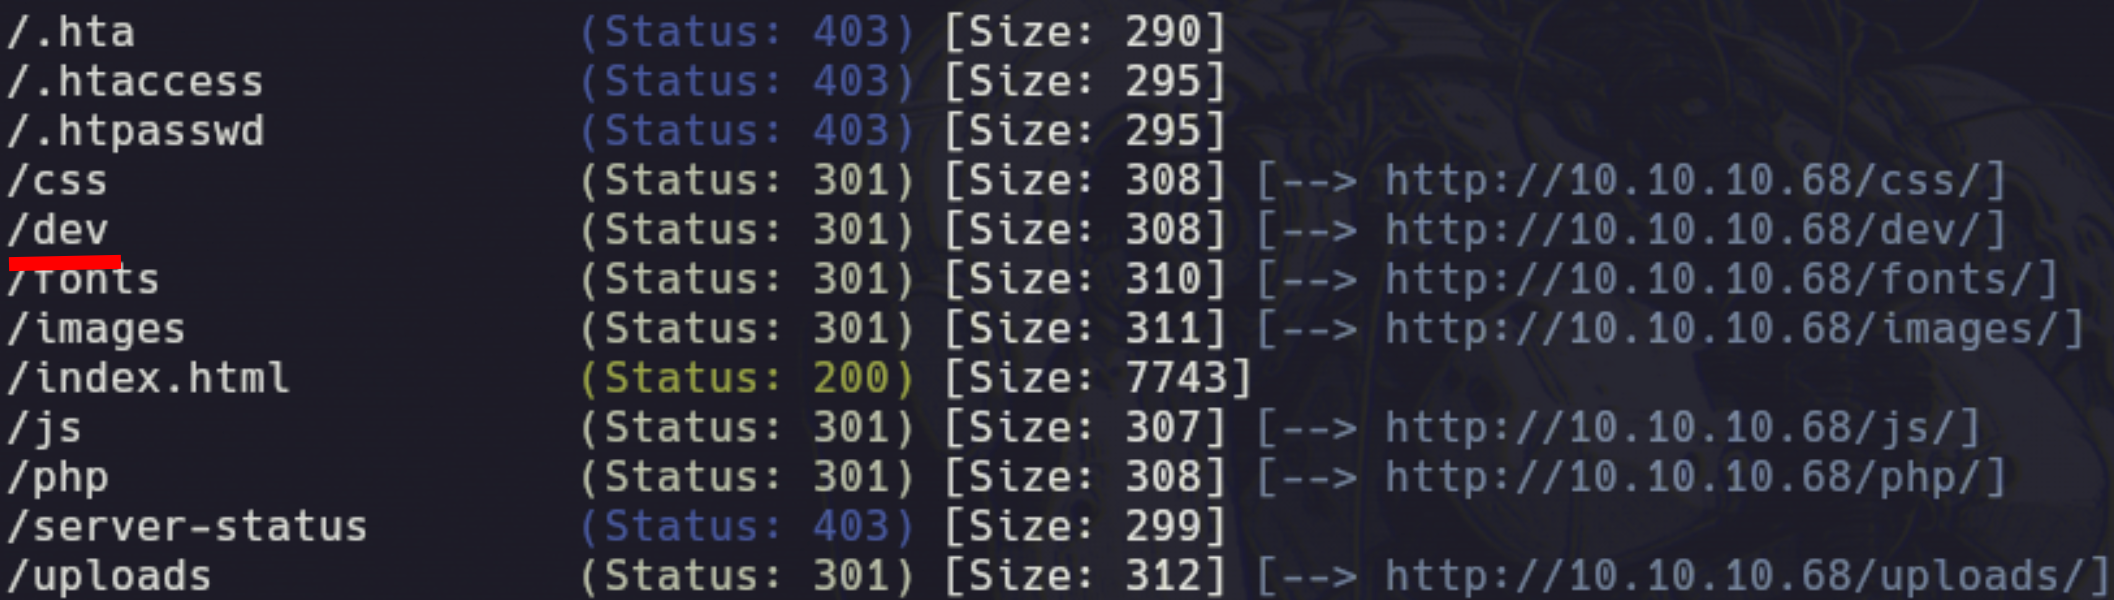 /.hta (Status: 403) [Size: 290]
/.htaccess (Status: 403) [Size: 295]
/.htpasswd (Status: 403) [Size: 295]
/css (Status: 301) [Size: 308] [--> http://10.10.10.68/css/]
/dev (Status: 301) [Size: 308] [--> http://10.10.10.68/dev/]
/fonts (Status: 301) [Size: 310] [--> http://10.10.10.68/fonts/]
/images (Status: 301) [Size: 311] [--> http://10.10.10.68/images/]
/index.html (Status: 200) [Size: 7743]
/js (Status: 301) [Size: 307] [--> http://10.10.10.68/js/]
/php (Status: 301) [Size: 308] [--> http://10.10.10.68/php/]
/server-status (Status: 403) [Size: 299]
/uploads (Status: 301) [Size: 312] [--> http://10.10.10.68/uploads/]